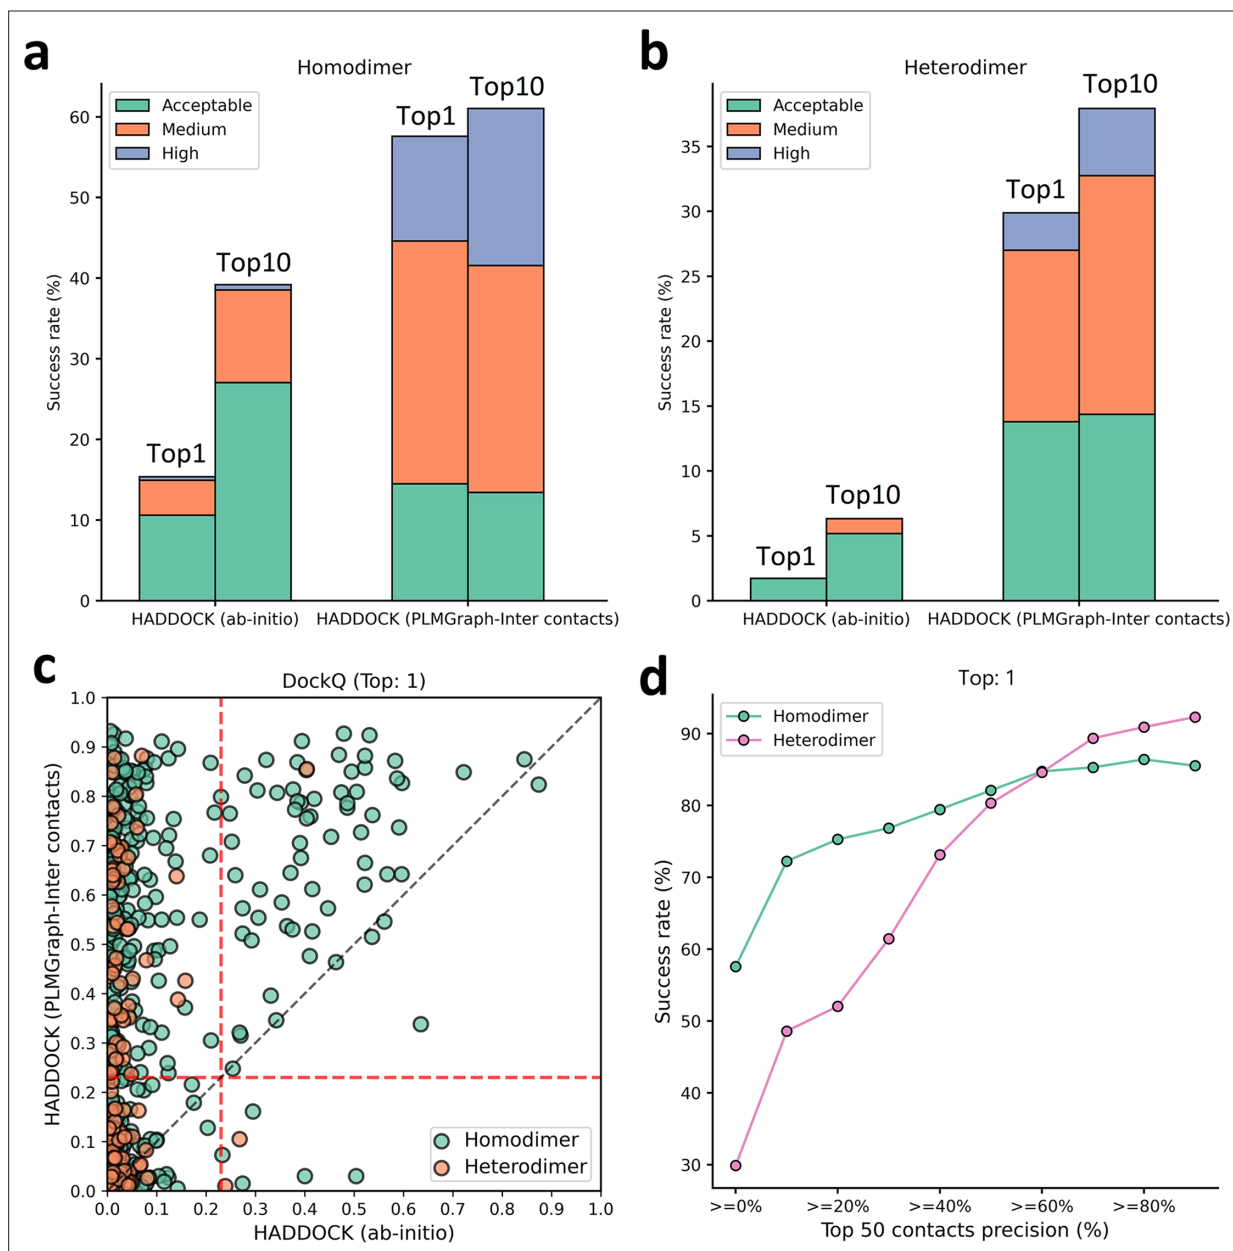 a
Homodimer
Acceptable
Medium
High
Top1
Top10
Top1
Top10
Success rate (%)
60
50
40
30
20
10
0
HADDOCK (ab-initio)
HADDOCK (PLMGraph-Inter contacts)
b
Heterodimer
Acceptable
Medium
High
Top1
Top10
Top1
Top10
Success rate (%)
35
30
25
20
15
10
5
0
HADDOCK (ab-initio)
HADDOCK (PLMGraph-Inter contacts)
c
DockQ (Top: 1)
HADDOCK (PLMGraph-Inter contacts)
1.0
0.9
0.8
0.7
0.6
0.5
0.4
0.3
0.2
0.1
0.0
Homodimer
Heterodimer
0.0 0.1 0.2 0.3 0.4 0.5 0.6 0.7 0.8 0.9 1.0
HADDOCK (ab-initio)
d
Top: 1
Homodimer
Heterodimer
Success rate (%)
90
80
70
60
50
40
30
>=0% >=20% >=40% >=60% >=80%
Top 50 contacts precision (%)